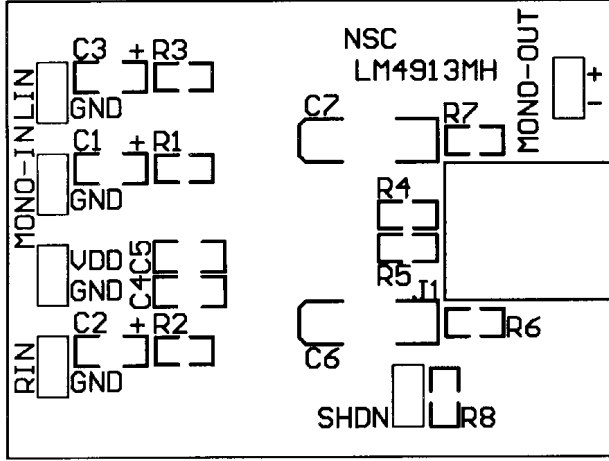 C3 + R3
LIN
GND
NSC
LM4913MH
MONO-OUT
+
-
C7
R7
C1 + R1
MONO-IN
GND
R4
VDD C5
GND C4
R5
J1
C2 + R2
RIN
GND
C6
R6
SHDN
R8